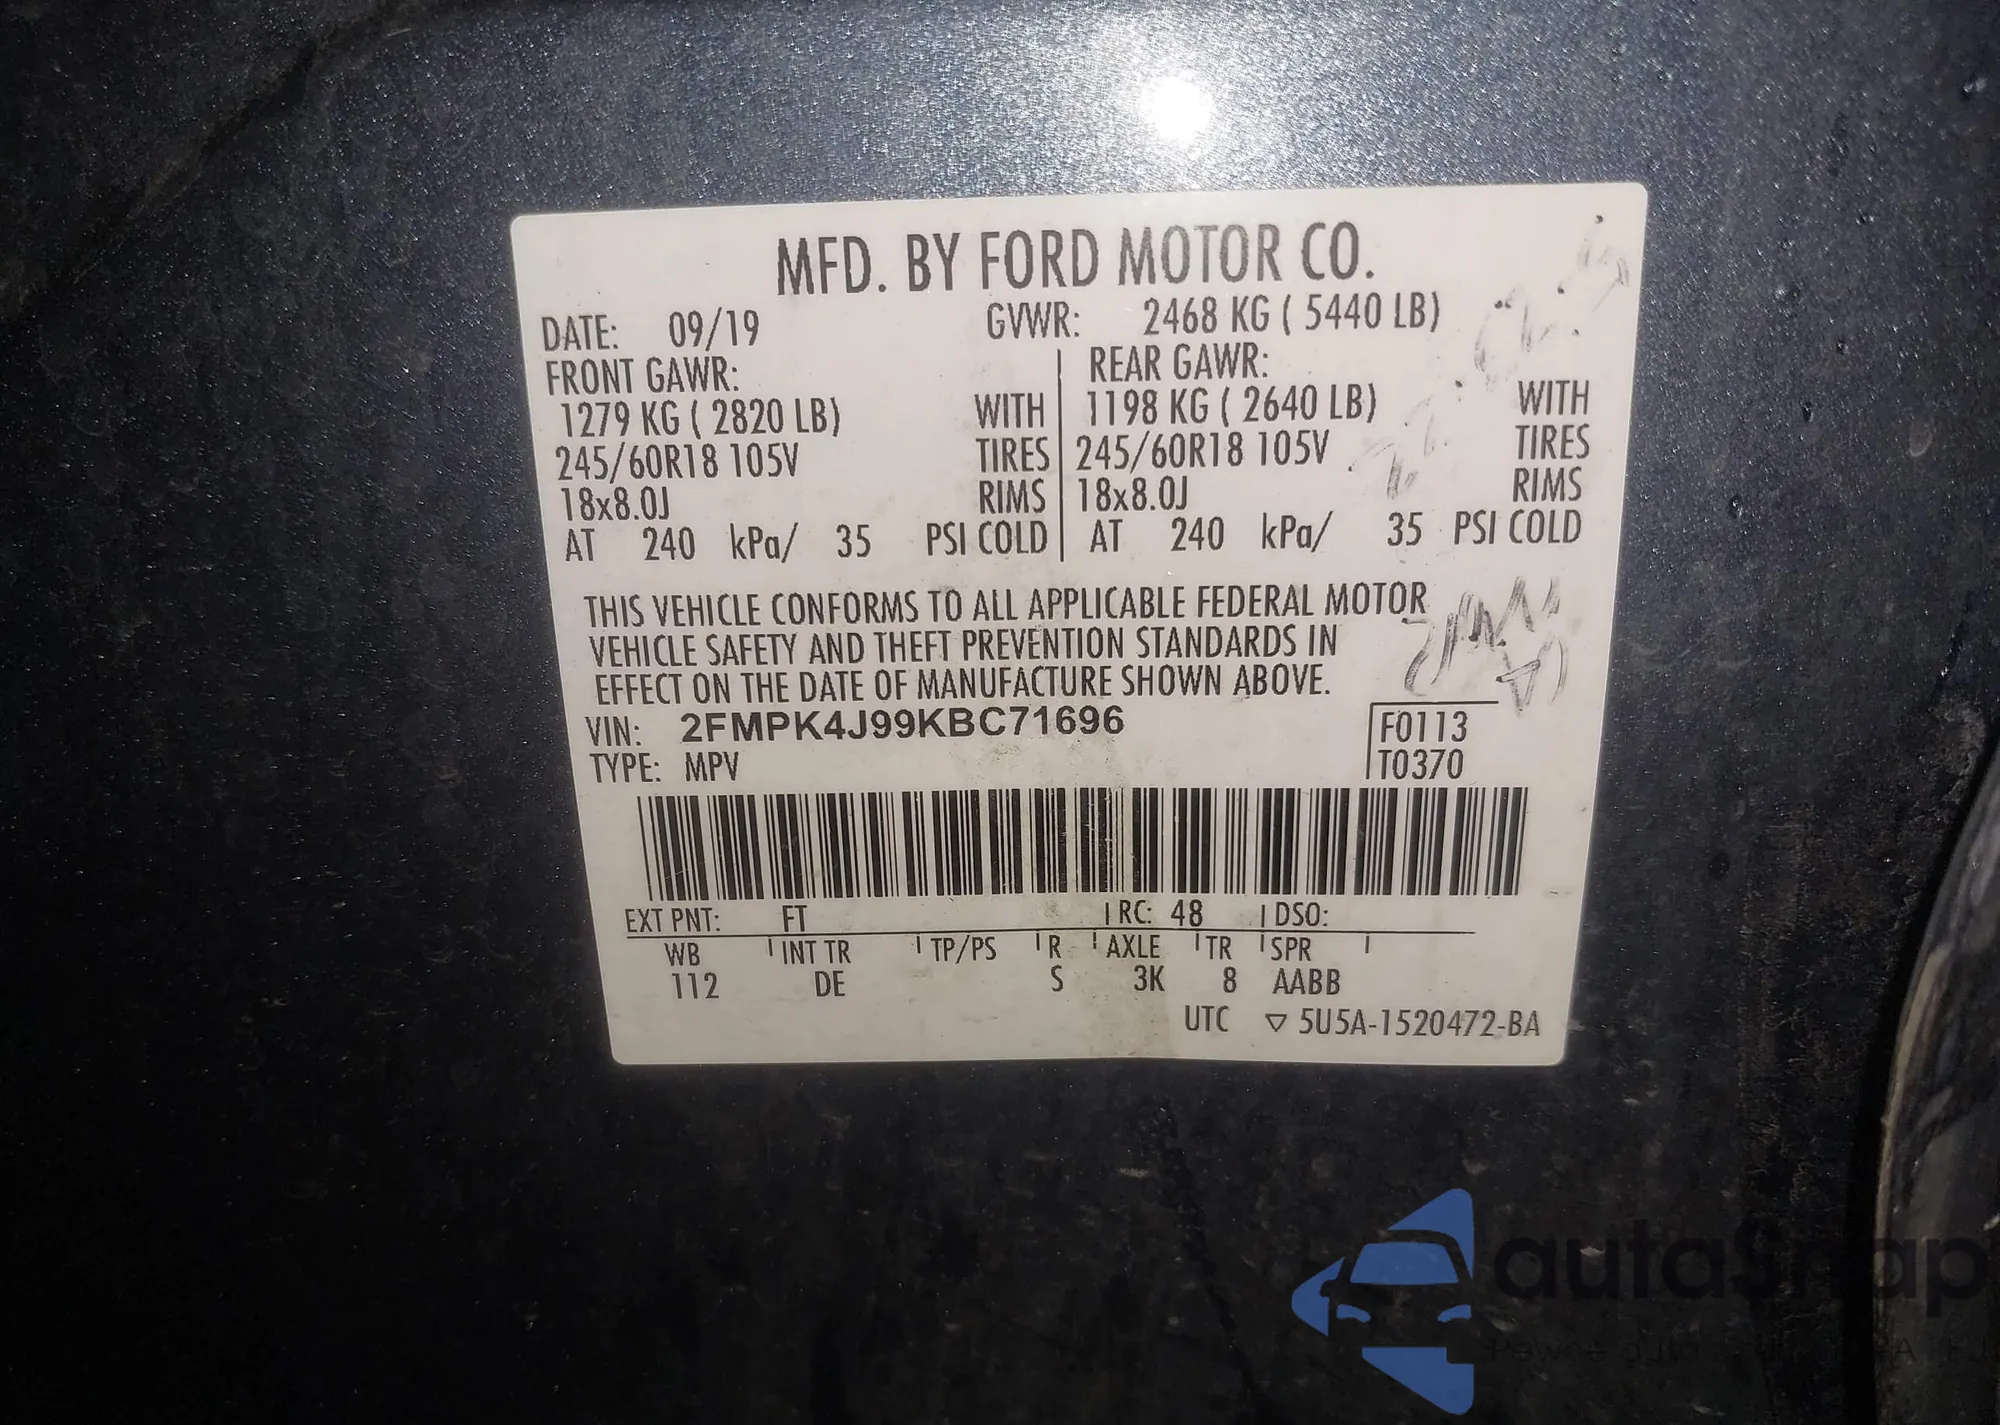 MFD. BY FORD MOTOR CO.
DATE: 09/19 GVWR: 2468 KG ( 5440 LB)
FRONT GAWR: REAR GAWR:
1279 KG ( 2820 LB) WITH 1198 KG ( 2640 LB) WITH
245/60R18 105V TIRES 245/60R18 105V TIRES
18x8.0J RIMS 18x8.0J RIMS
AT 240 kPa/ 35 PSI COLD AT 240 kPa/ 35 PSI COLD
THIS VEHICLE CONFORMS TO ALL APPLICABLE FEDERAL MOTOR
VEHICLE SAFETY AND THEFT PREVENTION STANDARDS IN
EFFECT ON THE DATE OF MANUFACTURE SHOWN ABOVE.
VIN: 2FMPK4J99KBC71696 F0113
TYPE: MPV T0370
EXT PNT: FT RC: 48 DSO:
WB INT TR TP/PS R AXLE TR SPR
112 DE S 3K 8 AABB
UTC ▽ 5U5A-1520472-BA
autaSnap